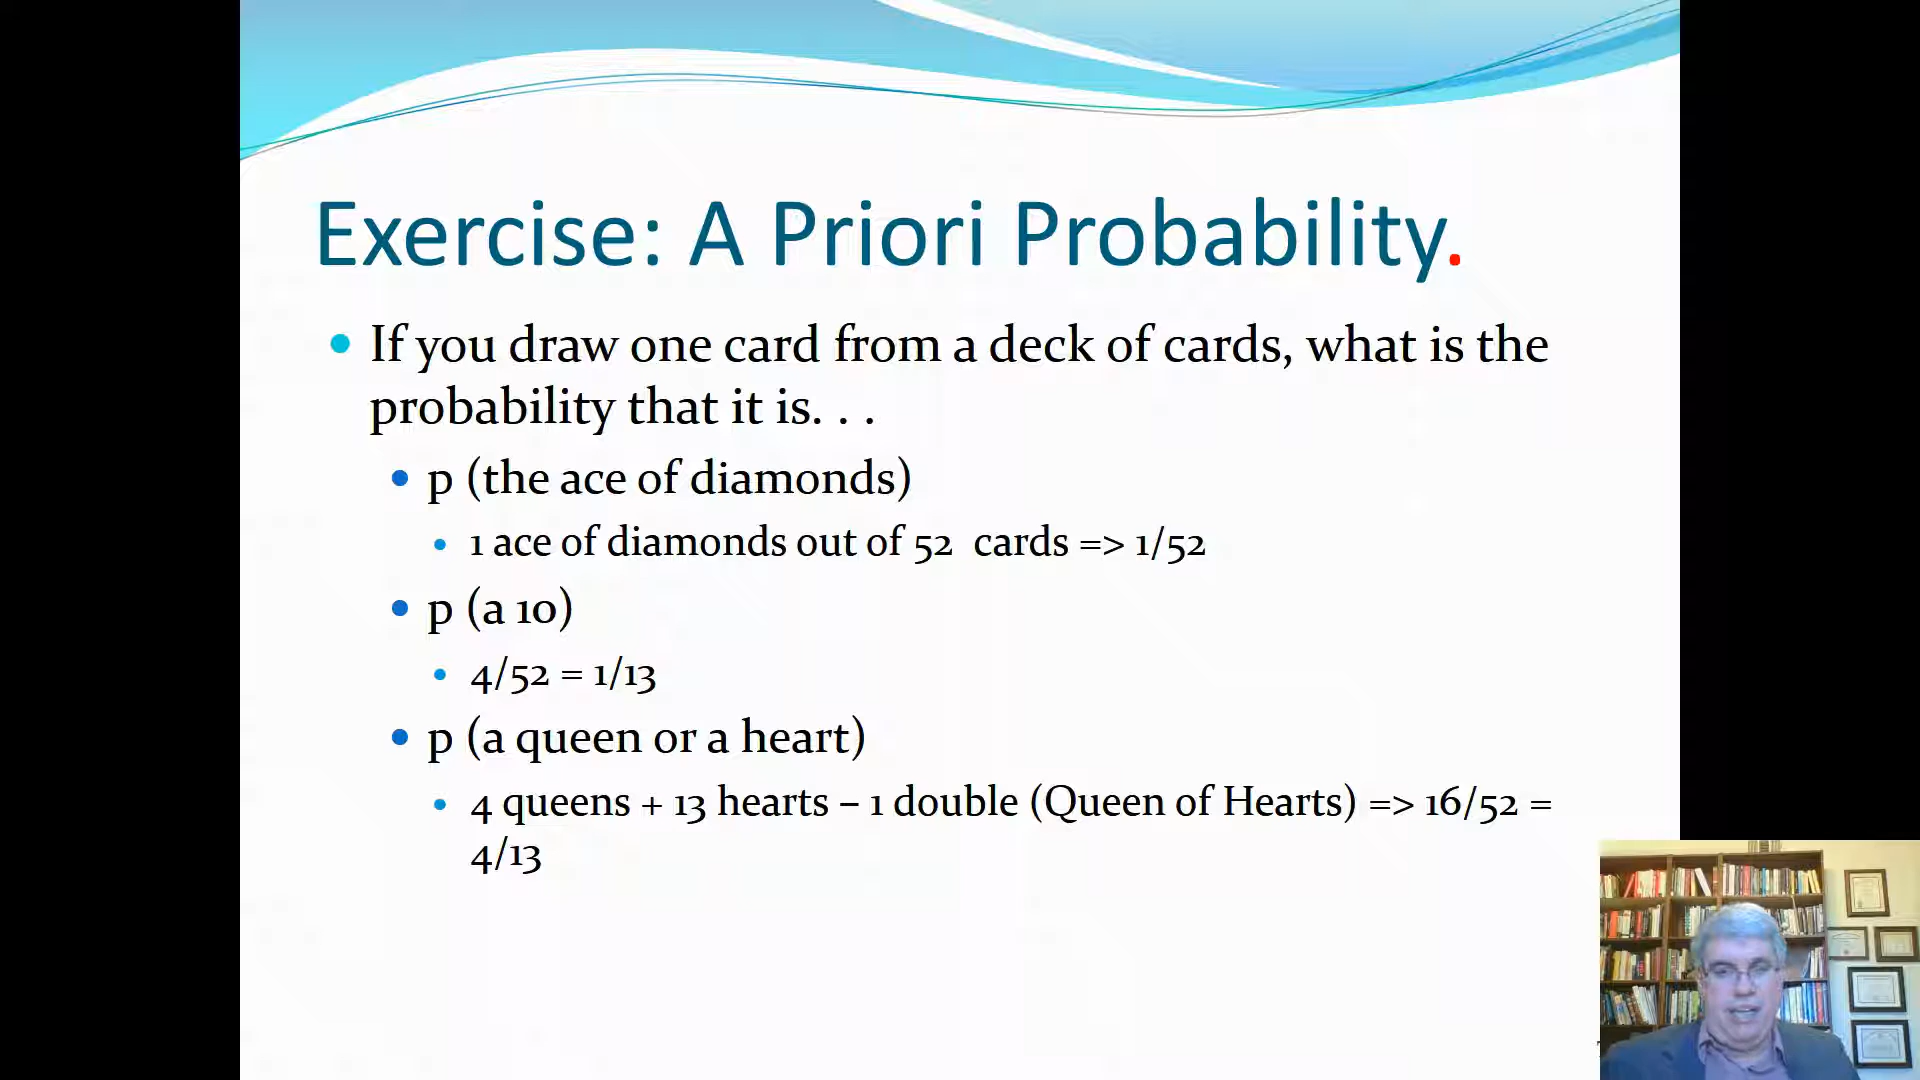 Exercise: A Priori Probability.
If you draw one card from a deck of cards, what is the
probability that it is. . .
p (the ace of diamonds)
1 ace of diamonds out of 52  cards => 1/52
p (a 10)
4/52 = 1/13
p (a queen or a heart)
4 queens + 13 hearts – 1 double (Queen of Hearts) => 16/52 =
4/13